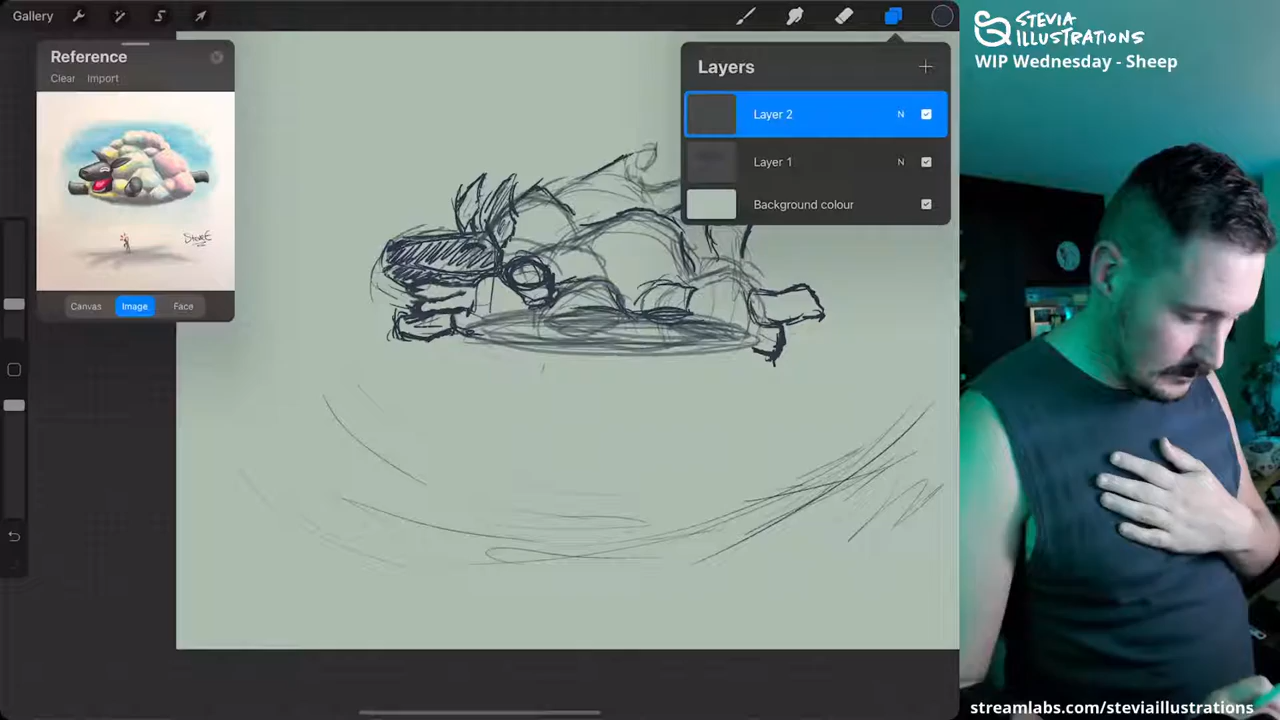 Gallery
Reference
Clear Import
Canvas Image Face
Layers
Layer 2 N
Layer 1 N
Background colour
STEVIA
ILLUSTRATIONS
WIP Wednesday - Sheep
streamlabs.com/steviaillustrations